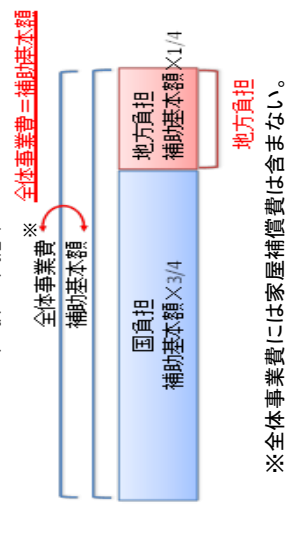 全体事業費=補助基本額
全体事業費※
補助基本額
国負担
補助基本額×3/4
地方負担
補助基本額×1/4
地方負担
※全体事業費には家屋補償費は含まない。